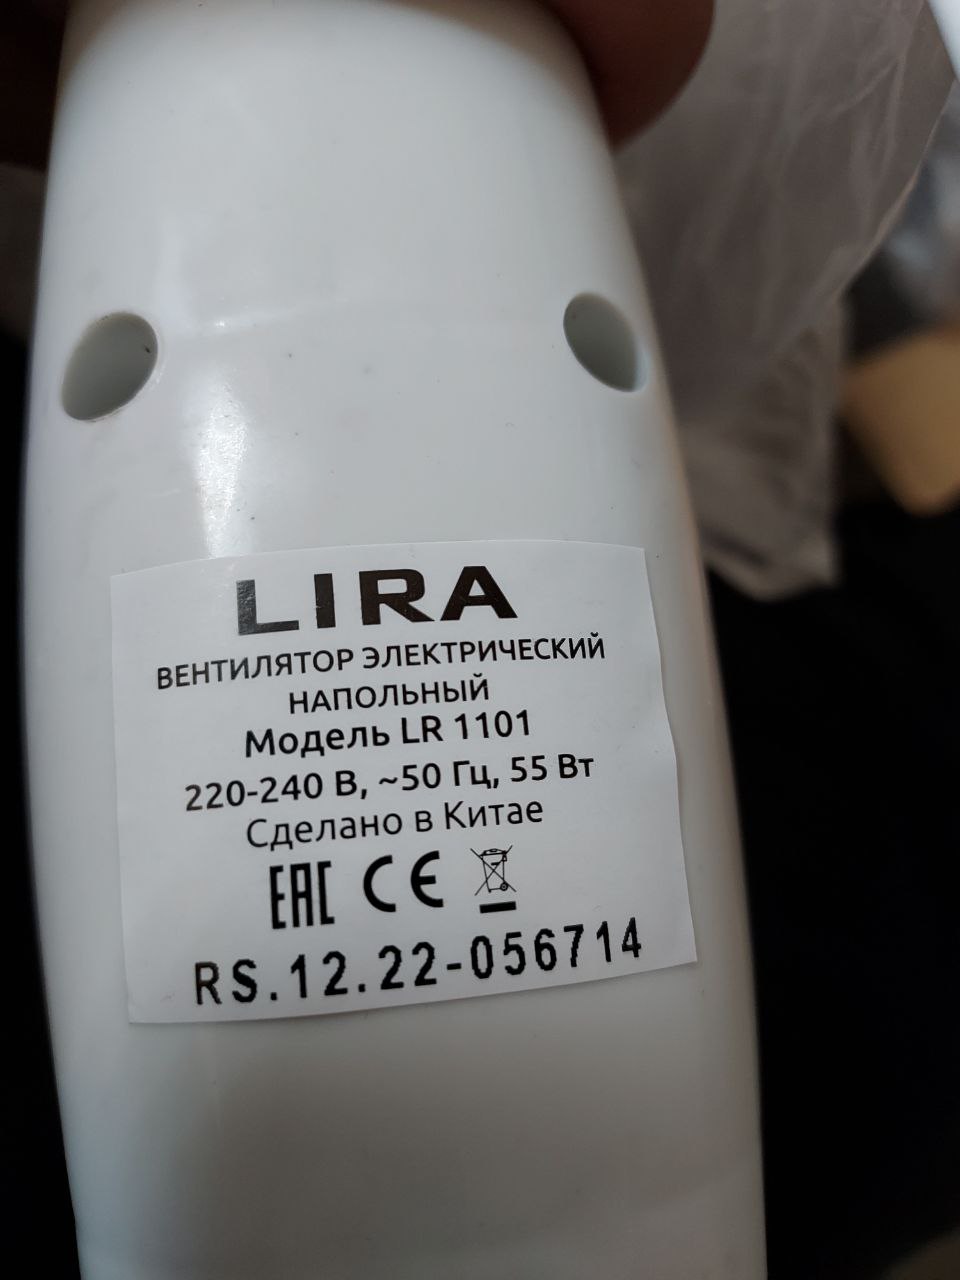 LIRA
ВЕНТИЛЯТОР ЭЛЕКТРИЧЕСКИЙ
НАПОЛЬНЫЙ
Модель LR 1101
220-240 В, ~50 Гц, 55 Вт
Сделано в Китае
EAC CE
RS.12.22-056714